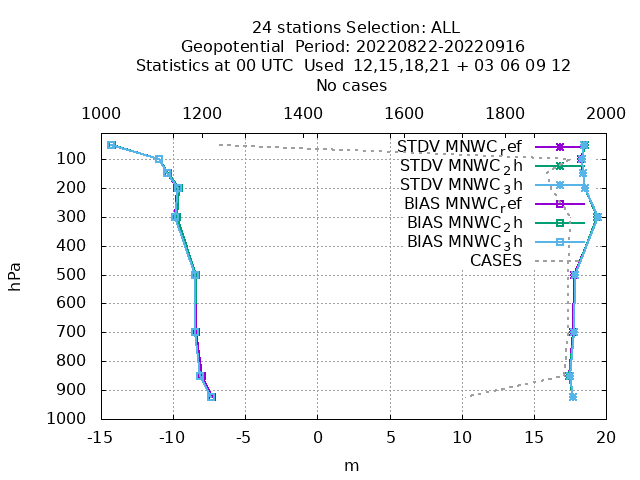 24 stations Selection: ALL
Geopotential  Period: 20220822-20220916
Statistics at 00 UTC  Used  12,15,18,21 + 03 06 09 12
No cases
1000 1200 1400 1600 1800 2000
STDV MNWC_ref
STDV MNWC_2h
STDV MNWC_3h
BIAS MNWC_ref
BIAS MNWC_2h
BIAS MNWC_3h
CASES
hPa
100
200
300
400
500
600
700
800
900
1000
-15 -10 -5 0 5 10 15 20
m